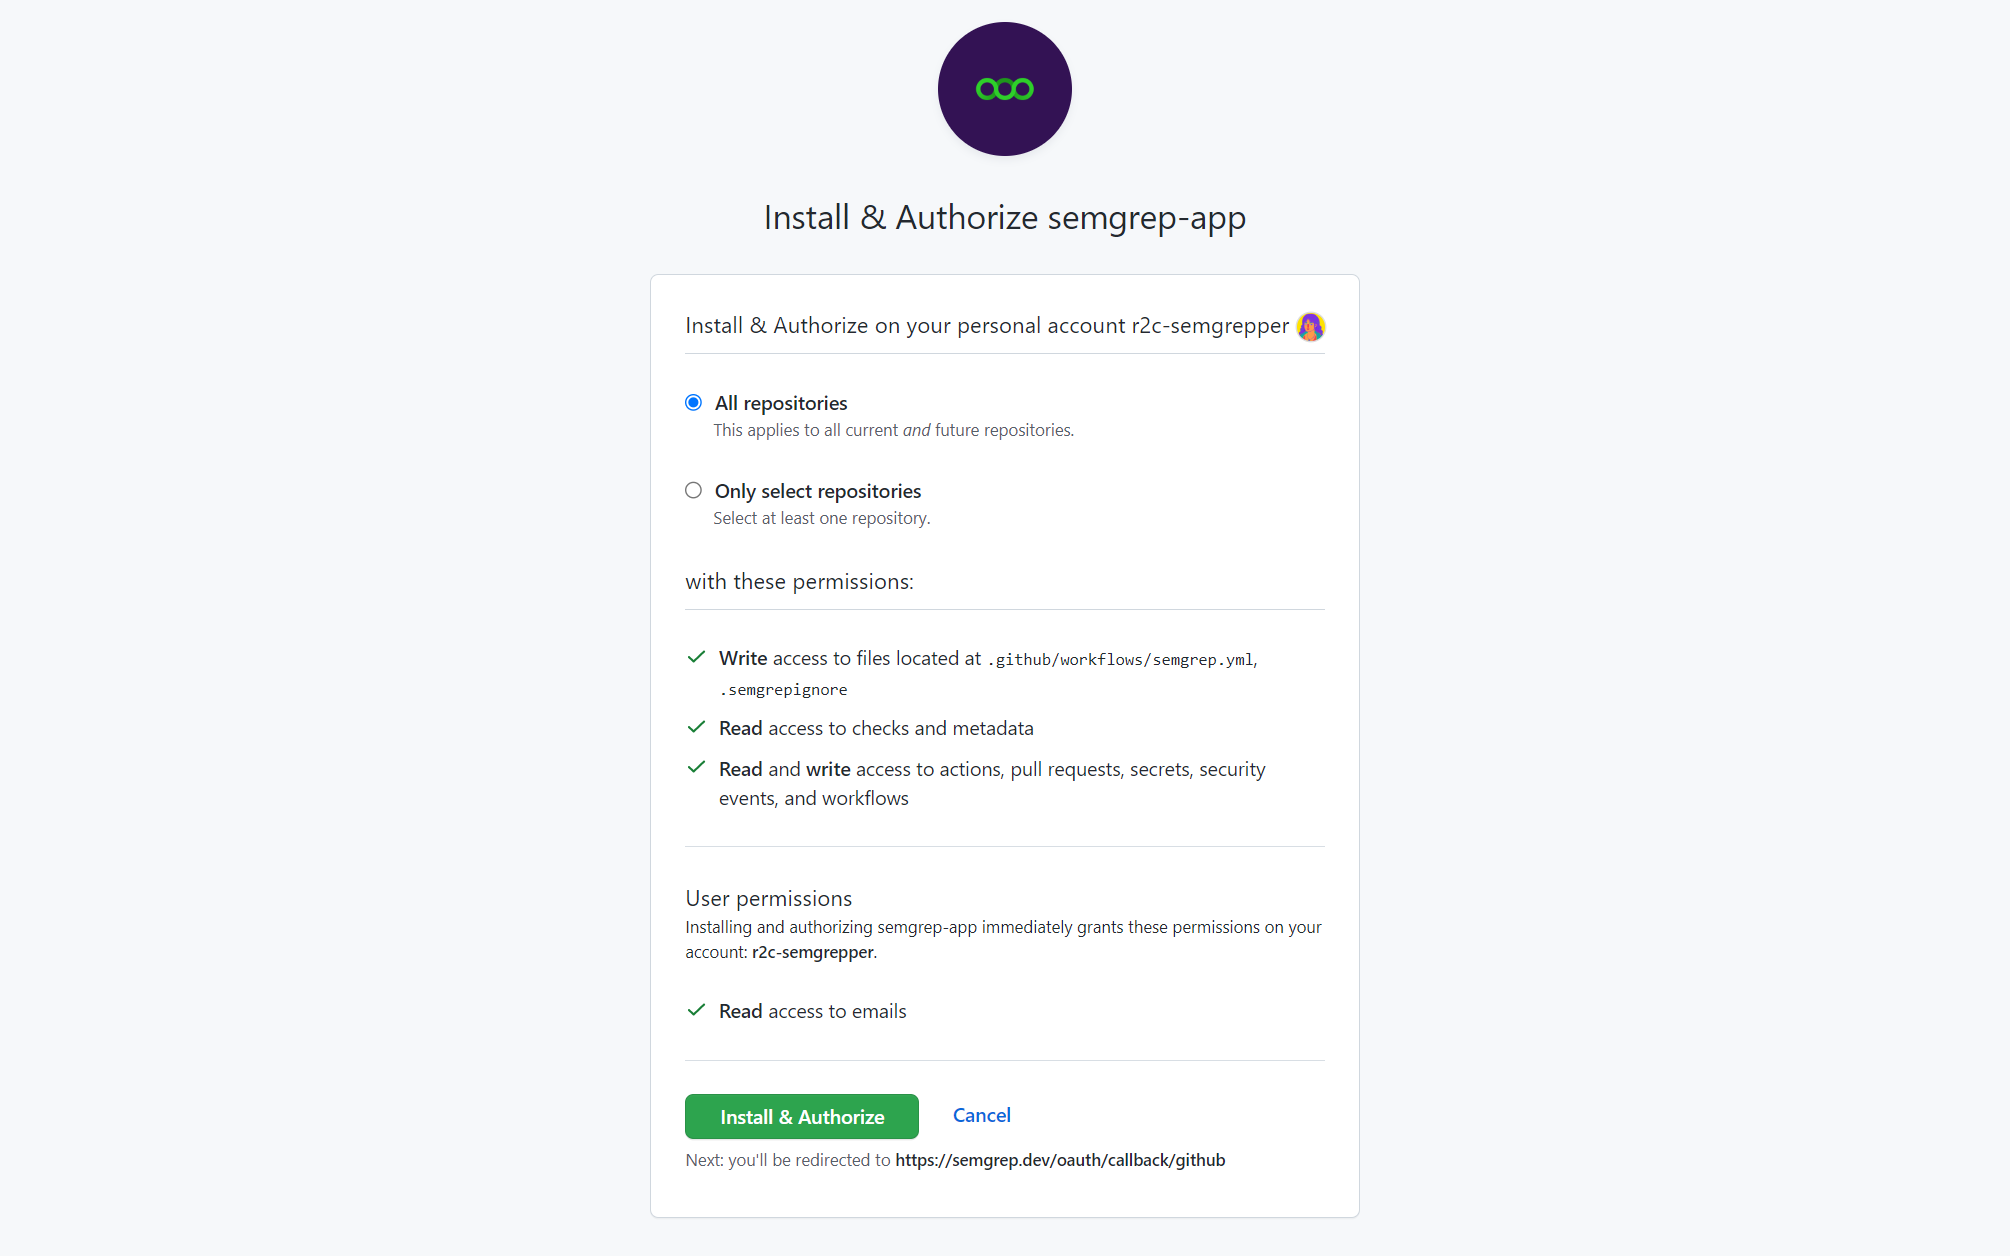 Install & Authorize semgrep-app
Install & Authorize on your personal account r2c-semgrepper
All repositories
This applies to all current and future repositories.
Only select repositories
Select at least one repository.
with these permissions:
Write access to files located at .github/workflows/semgrep.yml,
.semgrepignore
Read access to checks and metadata
Read and write access to actions, pull requests, secrets, security
events, and workflows
User permissions
Installing and authorizing semgrep-app immediately grants these permissions on your
account: r2c-semgrepper.
Read access to emails
Install & Authorize
Cancel
Next: you'll be redirected to https://semgrep.dev/oauth/callback/github